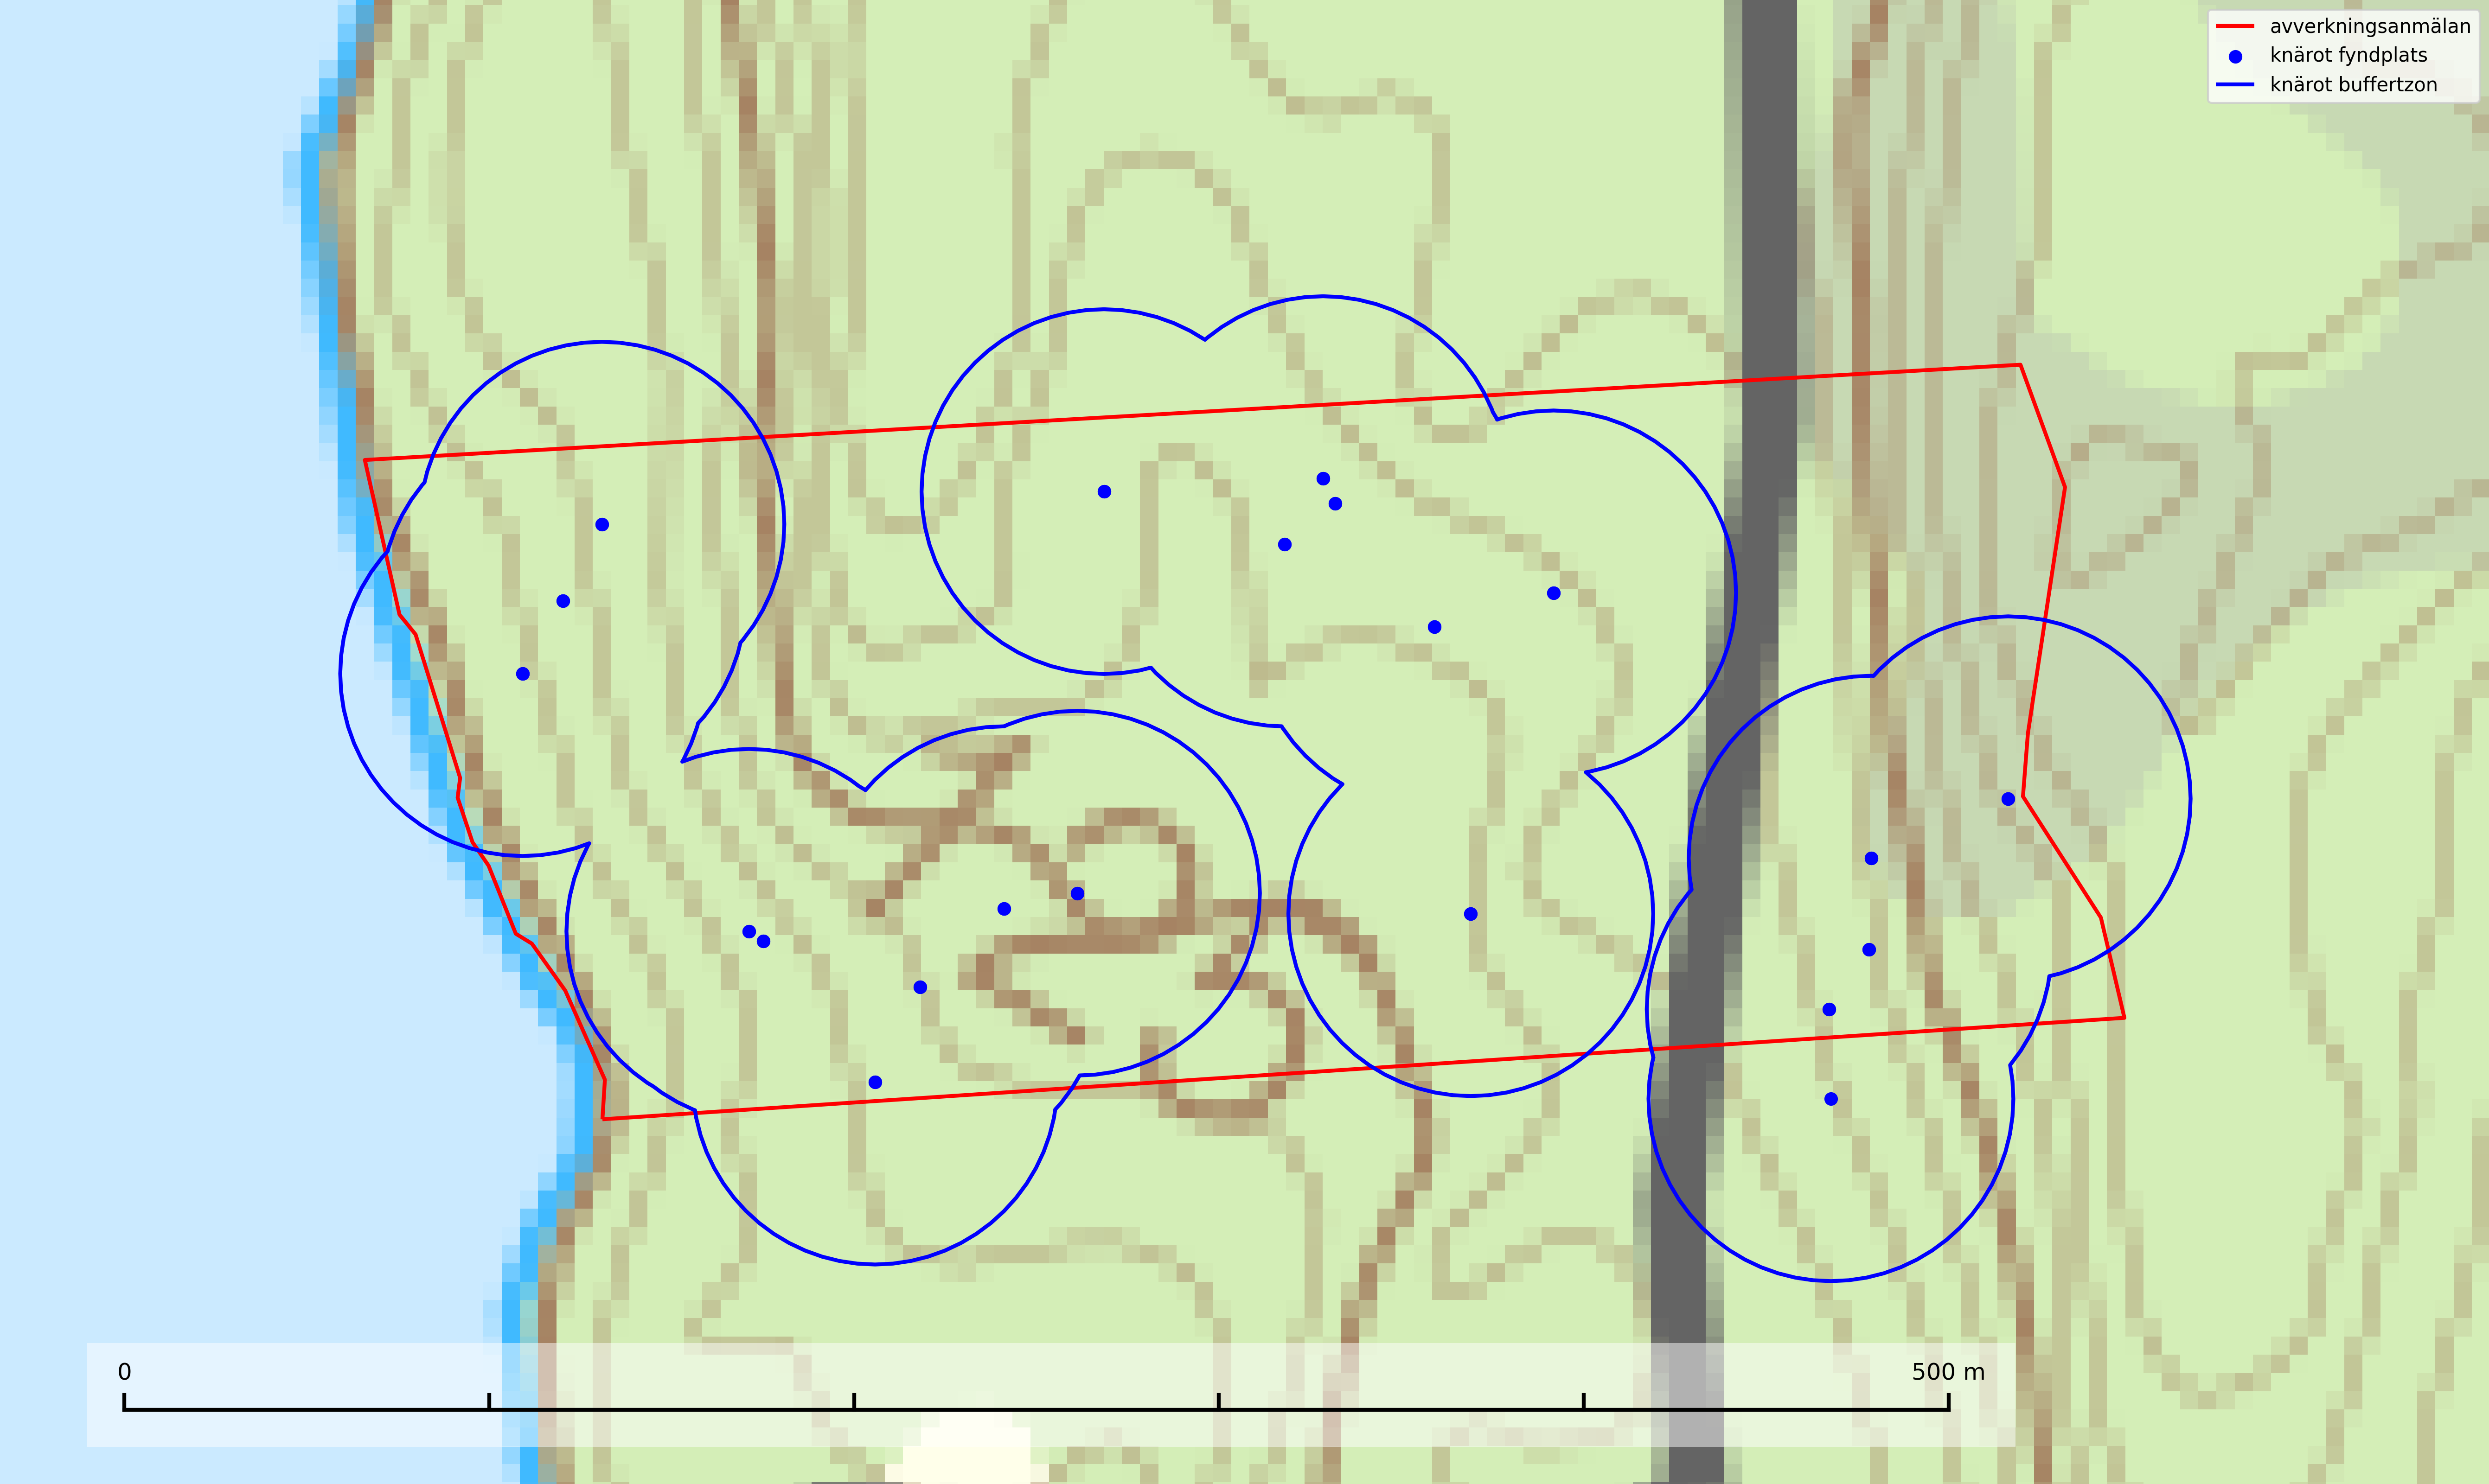 avverkningsanmälan
knärot fyndplats
knärot buffertzon
0
500 m